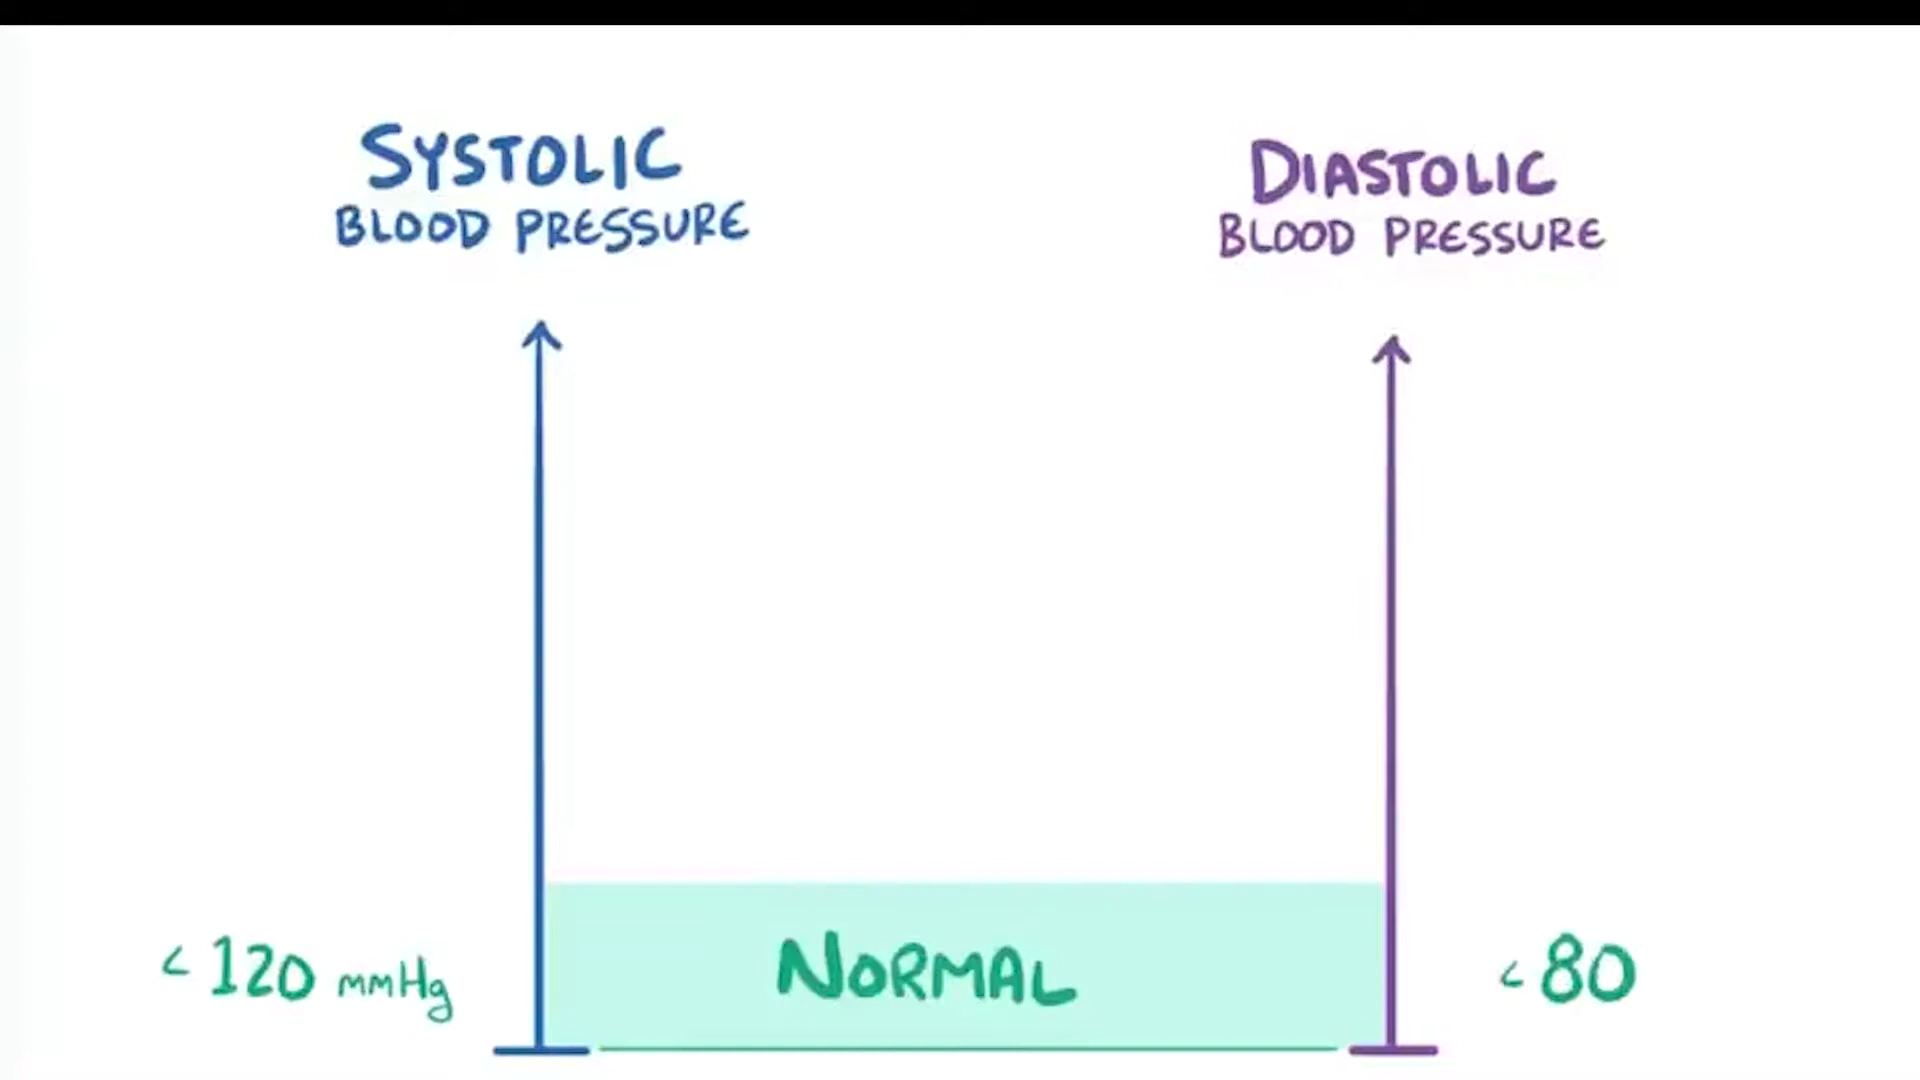 SYSTOLIC
BLOOD PRESSURE
DIASTOLIC
BLOOD PRESSURE
< 120 mmHg
NORMAL
< 80